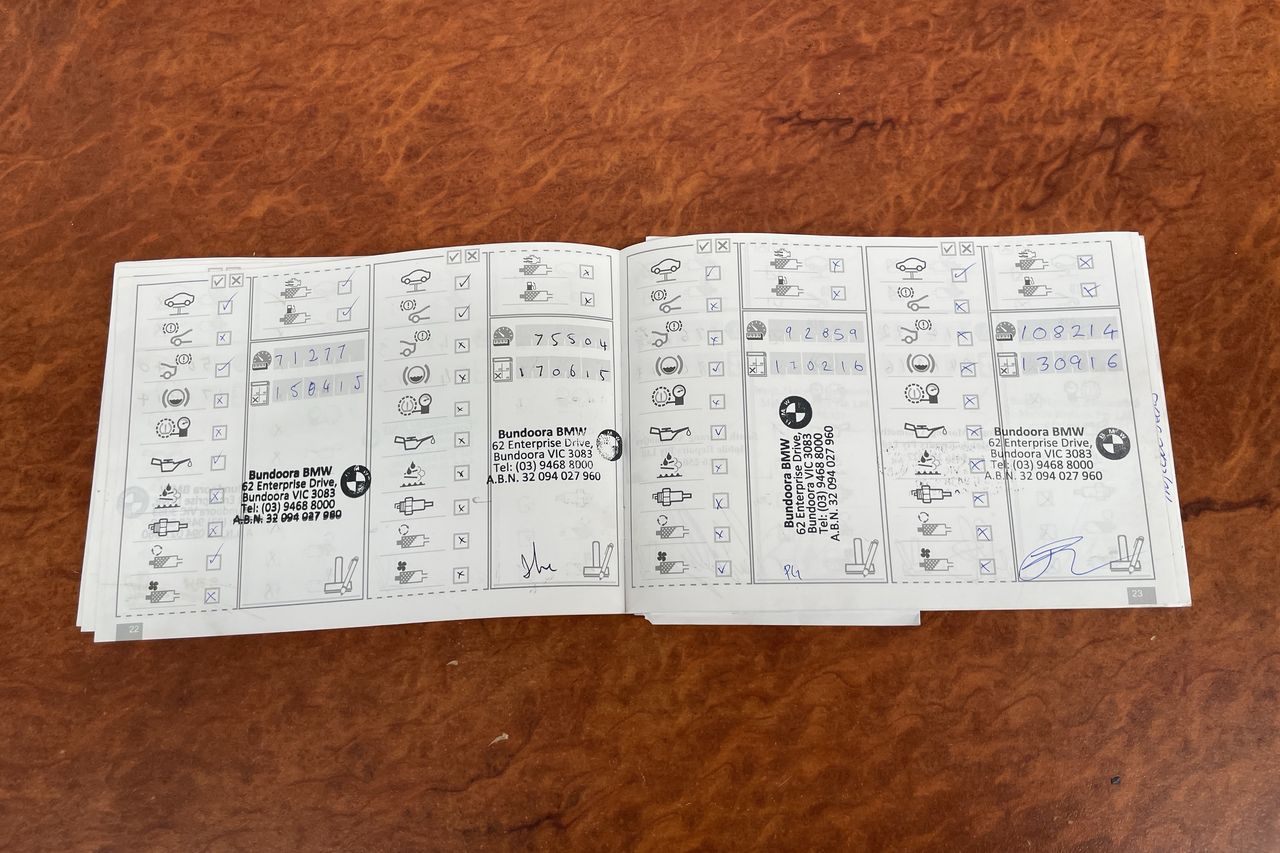 71277
150415
Bundoora BMW
62 Enterprise Drive,
Bundoora VIC 3083
Tel: (03) 9468 8000
A.B.N. 32 094 027 960
22
75504
170615
Bundoora BMW
62 Enterprise Drive,
Bundoora VIC 3083
Tel: (03) 9468 8000
A.B.N. 32 094 027 960
92859
170216
Bundoora BMW
62 Enterprise Drive,
Bundoora VIC 3083
Tel: (03) 9468 8000
A.B.N. 32 094 027 960
108214
130916
Bundoora BMW
62 Enterprise Drive,
Bundoora VIC 3083
Tel: (03) 9468 8000
A.B.N. 32 094 027 960
23